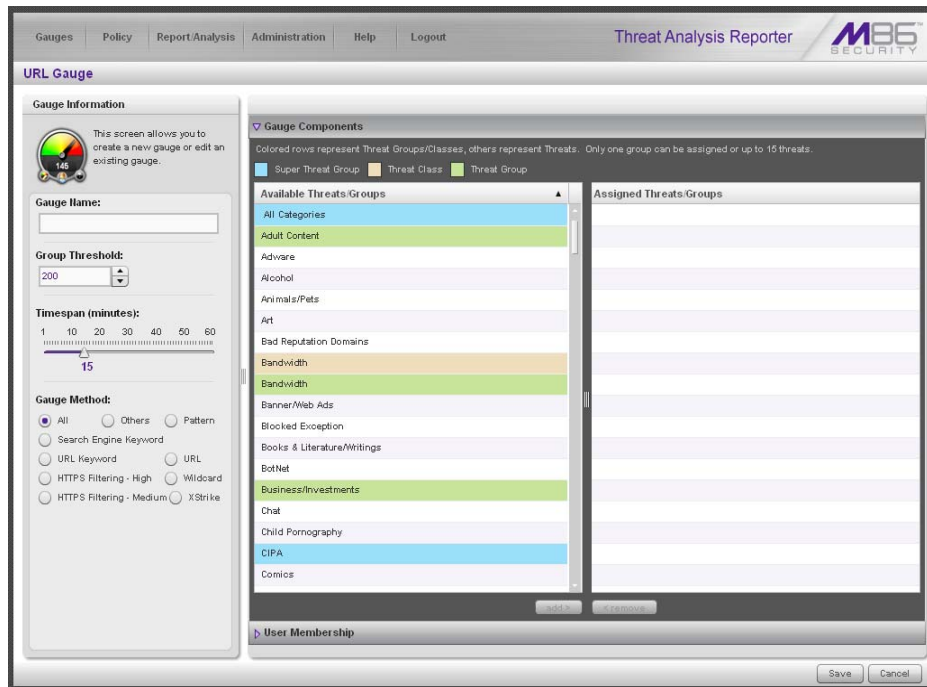 Gauges Policy Report/Analysis Administration Help Logout
Threat Analysis Reporter
M86
SECURITY
URL Gauge
Gauge Information
This screen allows you to
create a new gauge or edit an
existing gauge.
145
Gauge Name:
Group Threshold:
200
Timespan (minutes):
1 10 20 30 40 50 60
15
Gauge Method:
All Others Pattern
Search Engine Keyword
URL Keyword URL
HTTPS Filtering - High Wildcard
HTTPS Filtering - Medium XStrike
Gauge Components
Colored rows represent Threat Groups/Classes, others represent Threats. Only one group can be assigned or up to 15 threats.
Super Threat Group Threat Class Threat Group
Available Threats/Groups
All Categories
Adult Content
Adware
Alcohol
Animals/Pets
Art
Bad Reputation Domains
Bandwidth
Bandwidth
Banner/Web Ads
Blocked Exception
Books & Literature/Writings
BotNet
Business/Investments
Chat
Child Pornography
CIPA
Comics
Assigned Threats/Groups
add > < remove
User Membership
Save Cancel